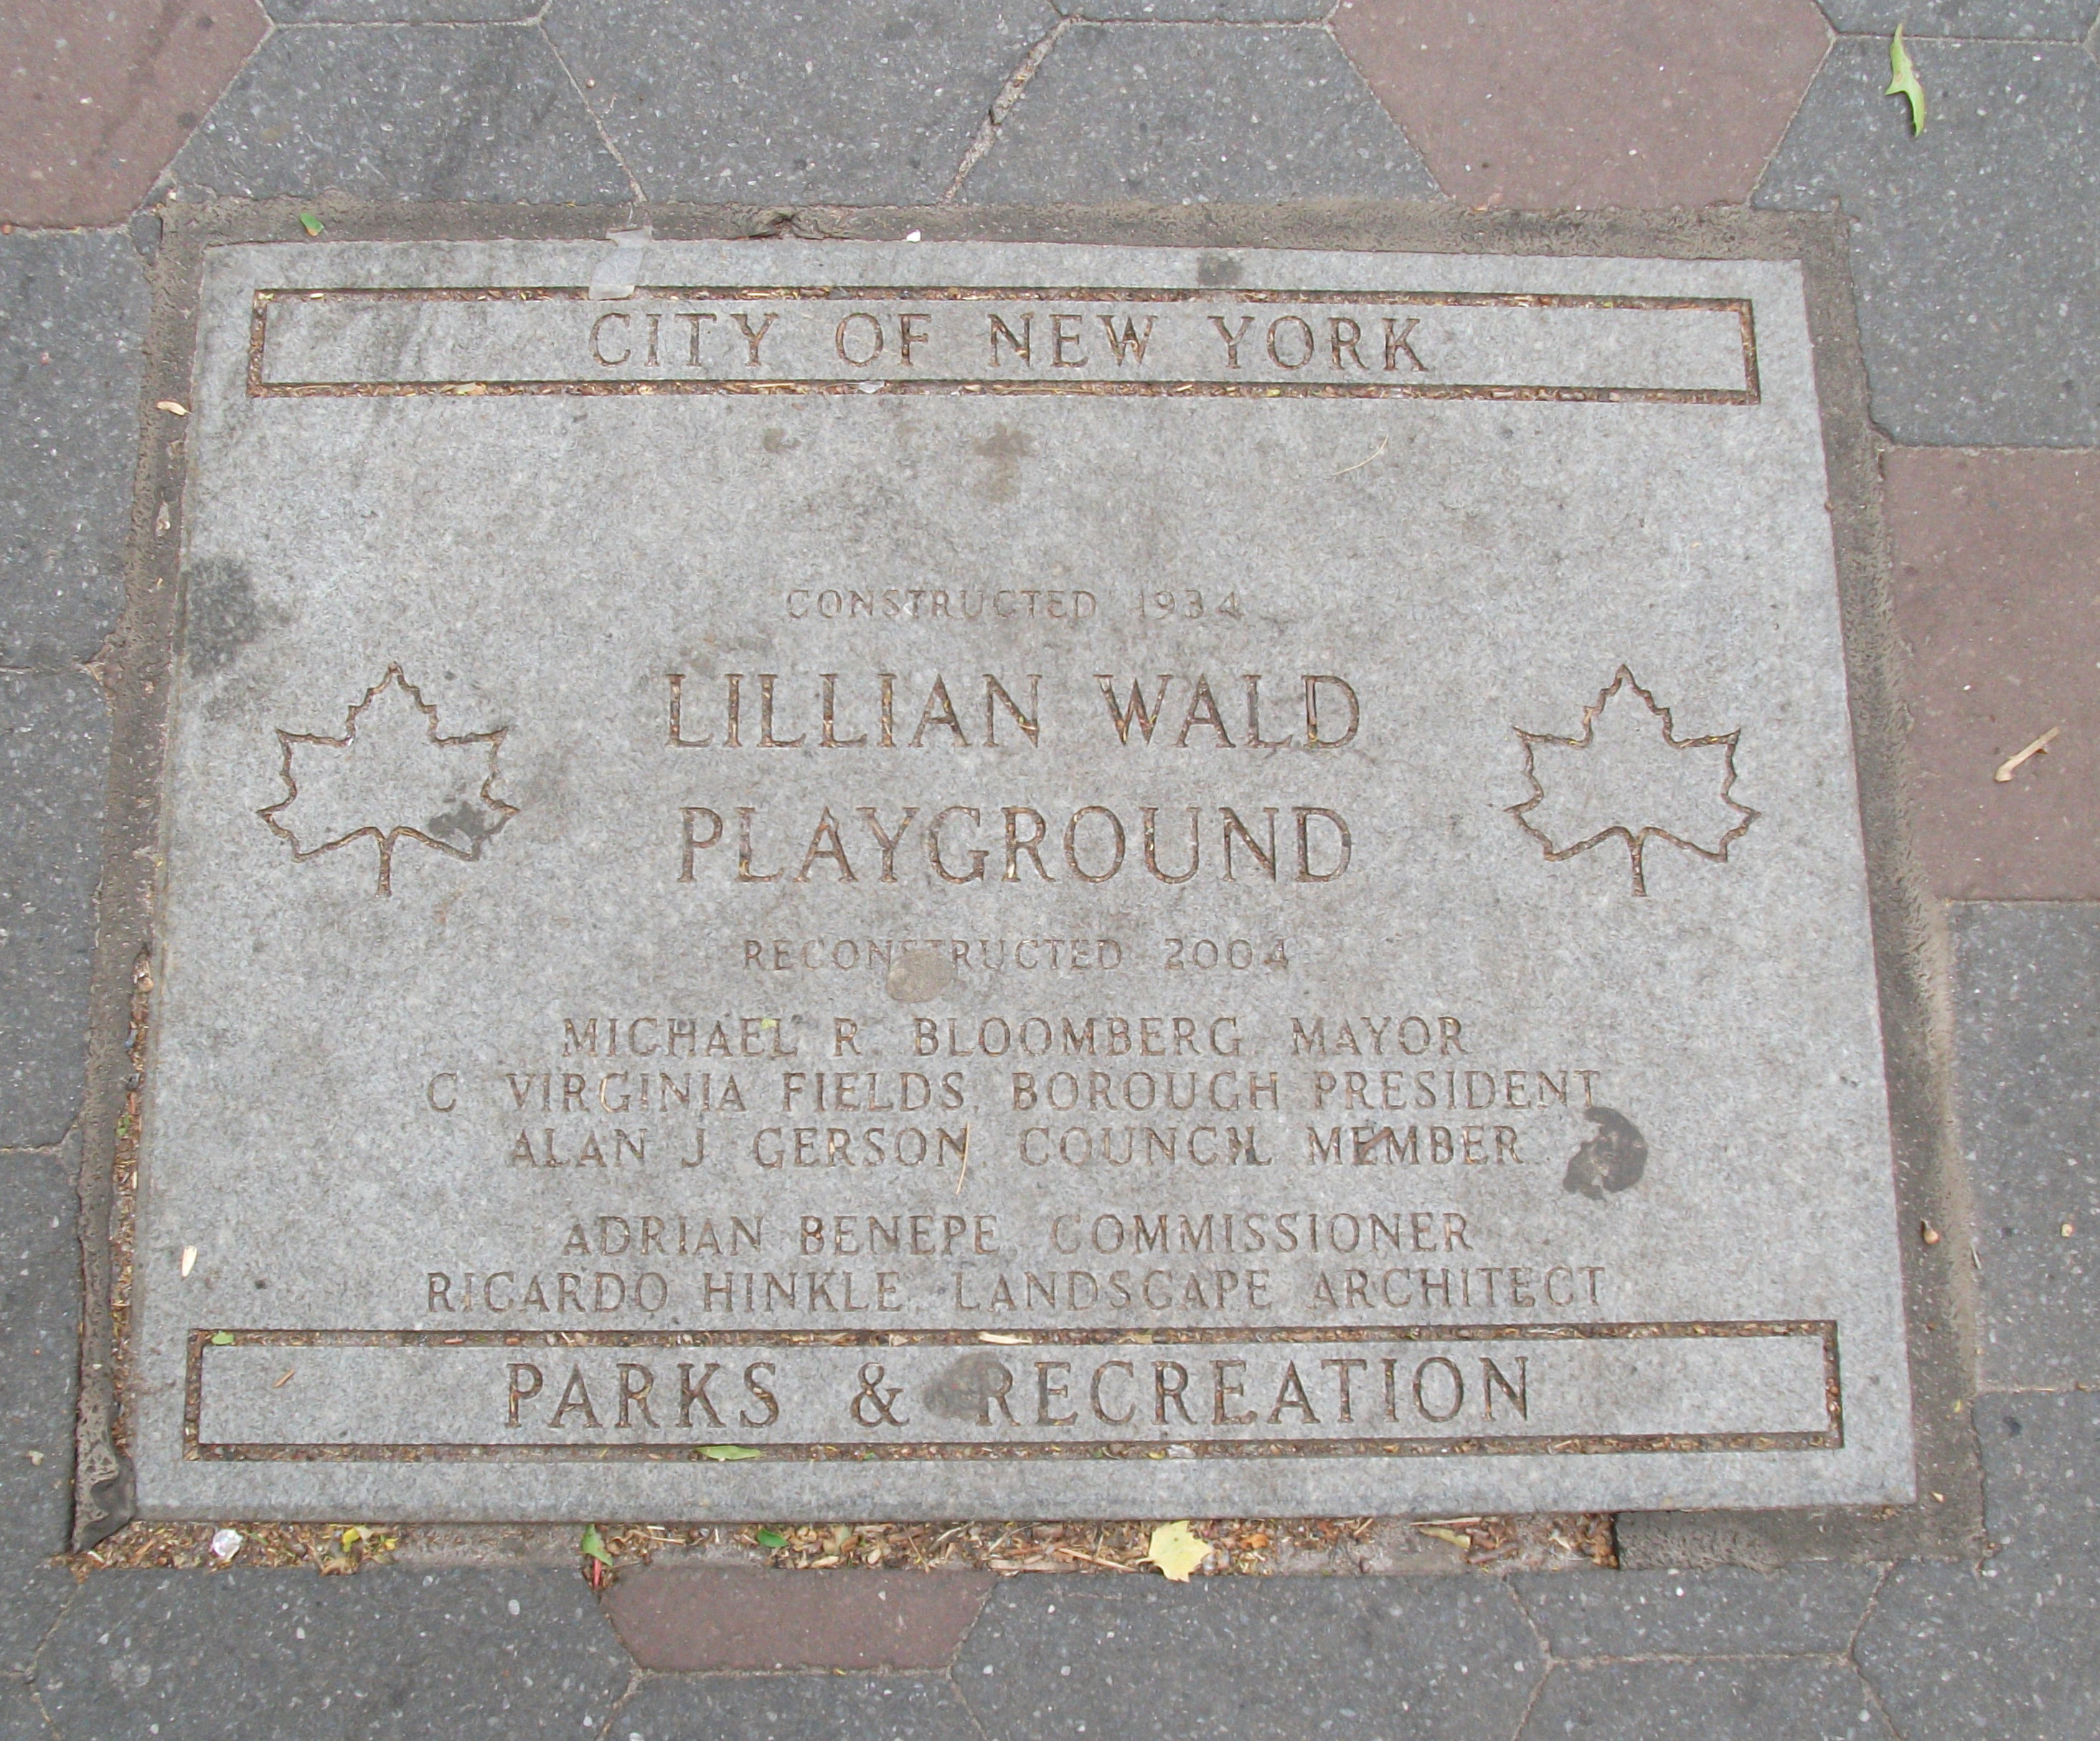 CITY OF NEW YORK
CONSTRUCTED 1934
LILLIAN WALD
PLAYGROUND
RECONSTRUCTED 2004
MICHAEL R. BLOOMBERG, MAYOR
C. VIRGINIA FIELDS, BOROUGH PRESIDENT
ALAN J. GERSON, COUNCIL MEMBER
ADRIAN BENEPE, COMMISSIONER
RICARDO HINKLE, LANDSCAPE ARCHITECT
PARKS & RECREATION